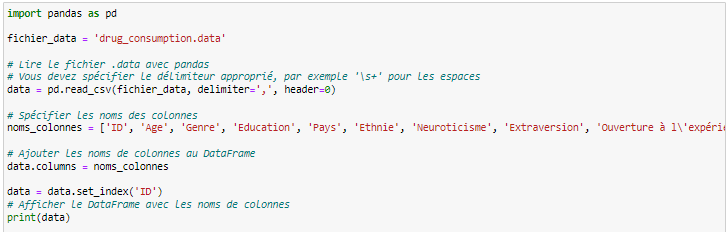 import pandas as pd
fichier_data = 'drug_consumption.data'
# Lire le fichier .data avec pandas
# Vous devez spécifier le délimiteur approprié, par exemple '\s+' pour les espaces
data = pd.read_csv(fichier_data, delimiter=',', header=0)
# Spécifier les noms des colonnes
noms_colonnes = ['ID', 'Age', 'Genre', 'Education', 'Pays', 'Ethnie', 'Neuroticisme', 'Extraversion', 'Ouverture à l\'expérie
# Ajouter les noms de colonnes au DataFrame
data.columns = noms_colonnes
data = data.set_index('ID')
# Afficher le DataFrame avec les noms de colonnes
print(data)